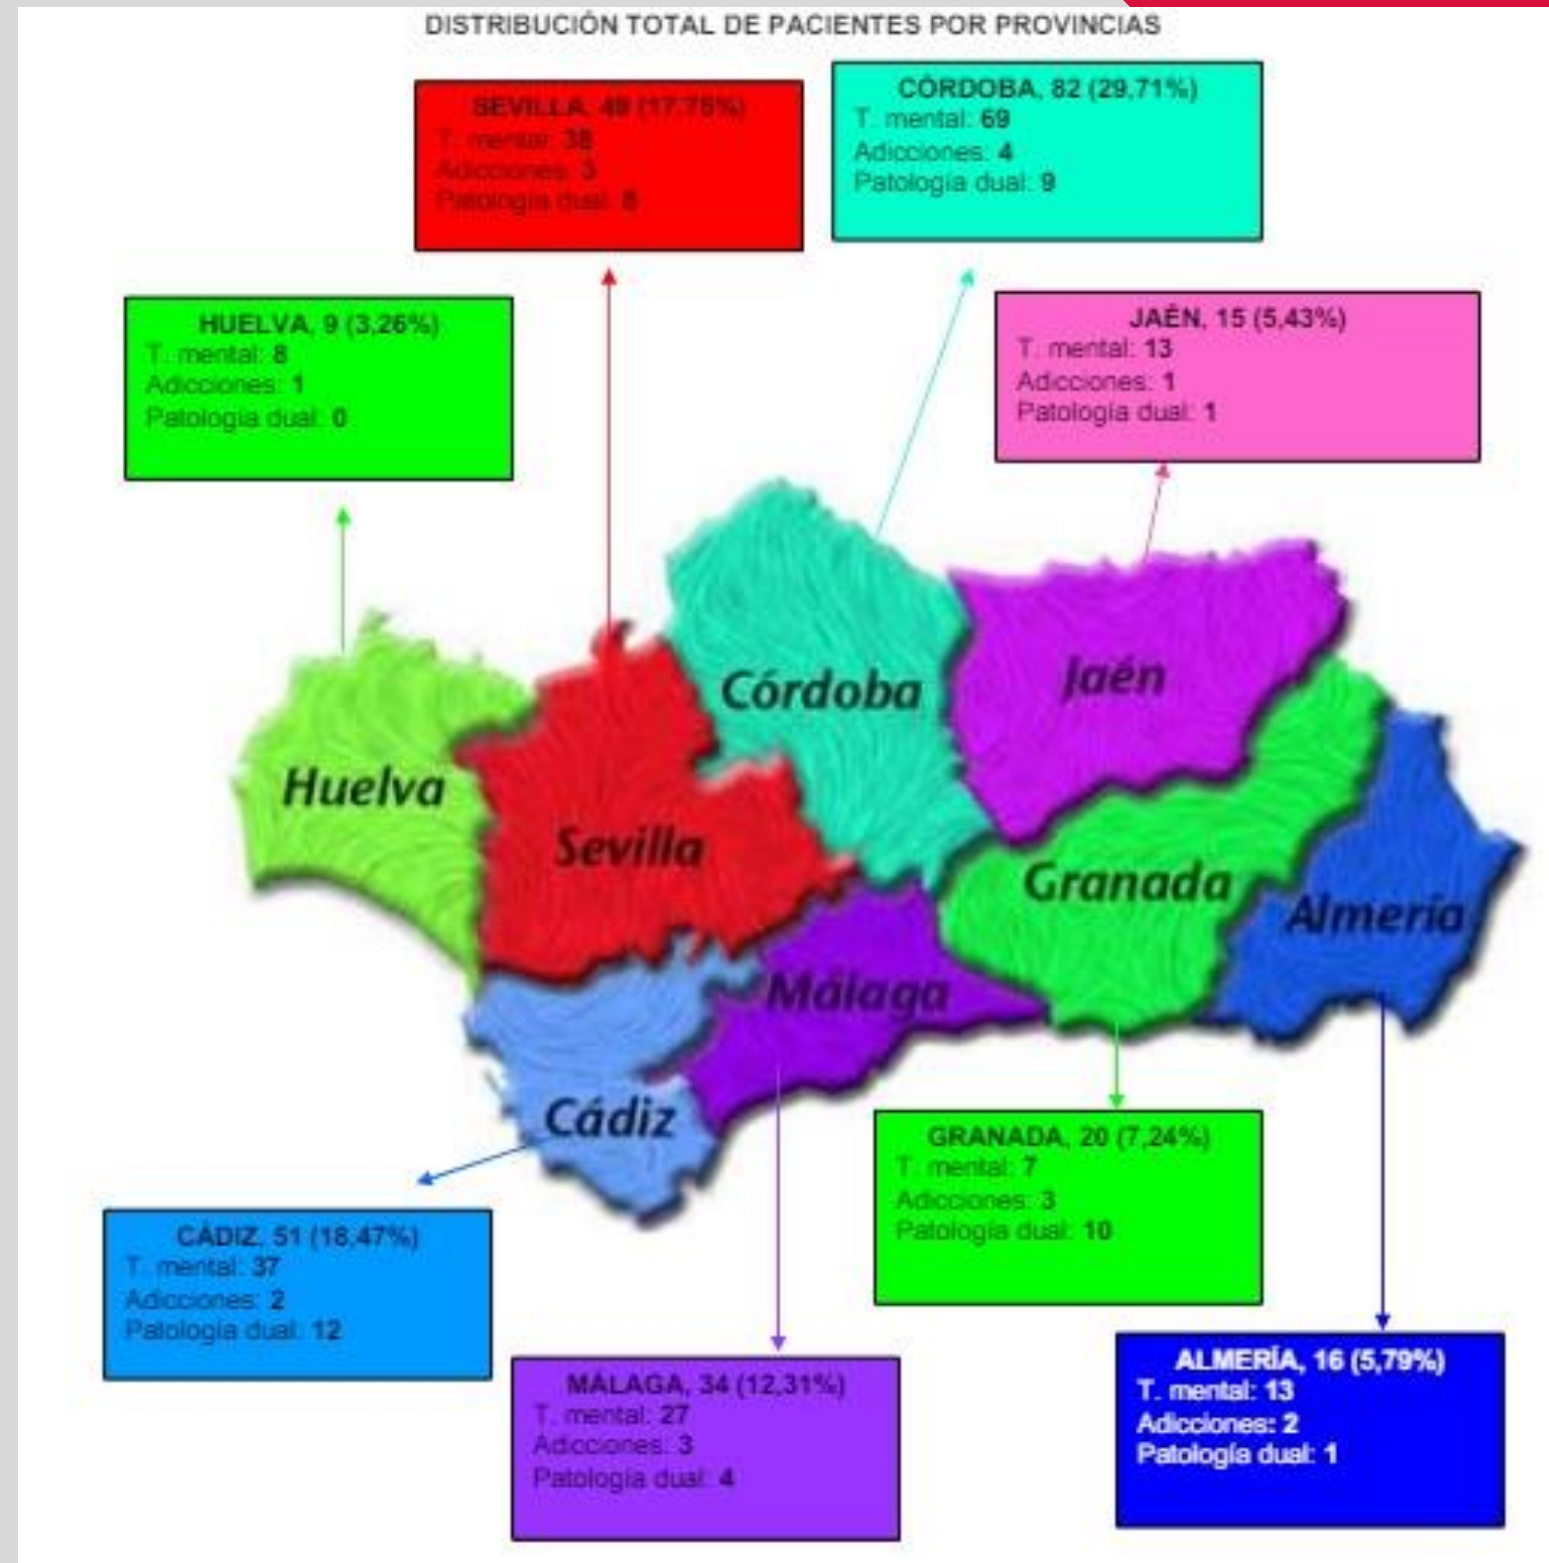 DISTRIBUCIÓN TOTAL DE PACIENTES POR PROVINCIAS
SEVILLA, 49 (17.75%)
T. mental: 38
Adicciones: 3
Patología dual: 8
CÓRDOBA, 82 (29,71%)
T. mental: 69
Adicciones: 4
Patología dual: 9
HUELVA, 9 (3,26%)
T. mental: 8
Adicciones: 1
Patología dual: 0
JAÉN, 15 (5,43%)
T. mental: 13
Adicciones: 1
Patología dual: 1
Córdoba
Jaén
Huelva
Sevilla
Granada
Almería
Málaga
Cádiz
GRANADA, 20 (7,24%)
T. mental: 7
Adicciones: 3
Patología dual: 10
CÁDIZ, 51 (18,47%)
T. mental: 37
Adicciones: 2
Patología dual: 12
MÁLAGA, 34 (12,31%)
T. mental: 27
Adicciones: 3
Patología dual: 4
ALMERÍA, 16 (5,79%)
T. mental: 13
Adicciones: 2
Patología dual: 1